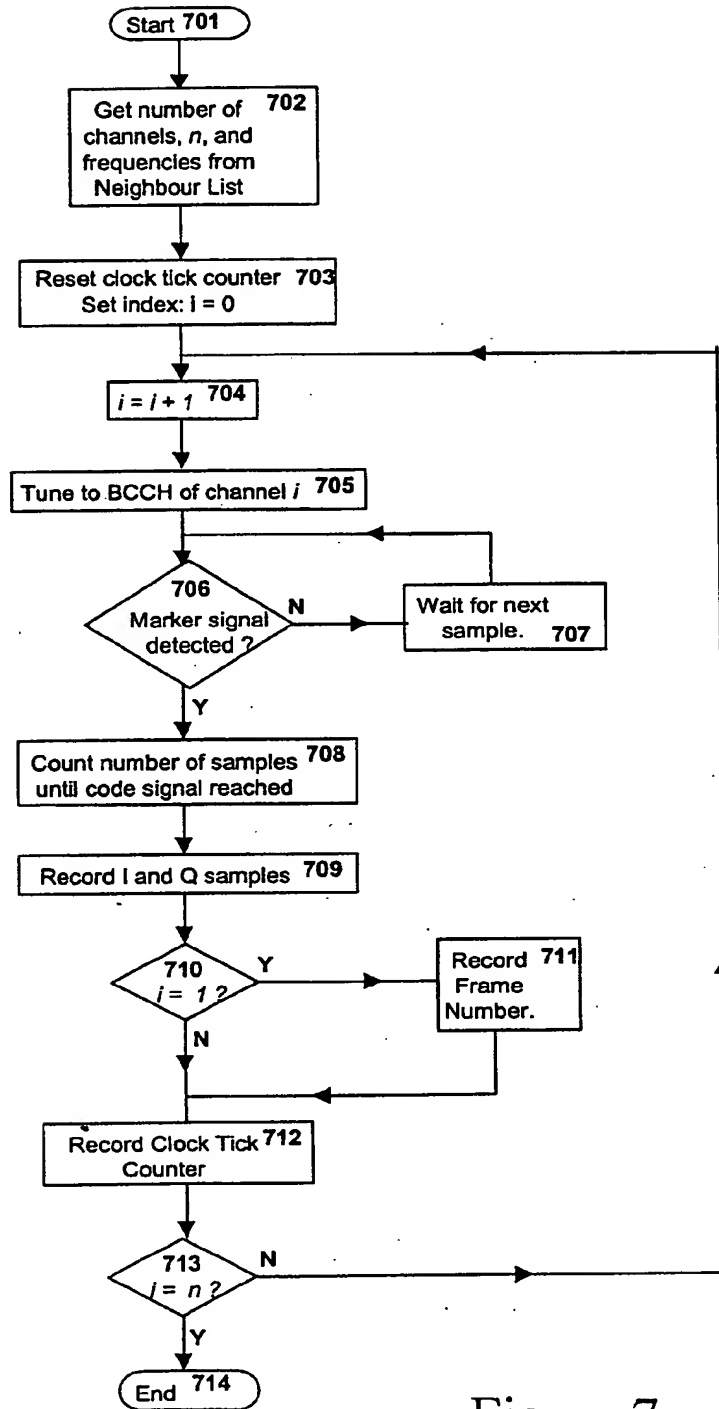 Start 701
Get number of 702
channels, n, and
frequencies from
Neighbour List
Reset clock tick counter 703
Set index: i = 0
i = i + 1 704
Tune to BCCH of channel i 705
706
Marker signal
detected ?
N
Wait for next
sample. 707
Y
Count number of samples 708
until code signal reached
Record I and Q samples 709
710
i = 1 ?
Y
Record 711
Frame
Number.
N
Record Clock Tick 712
Counter
713
i = n ?
N
Y
End 714